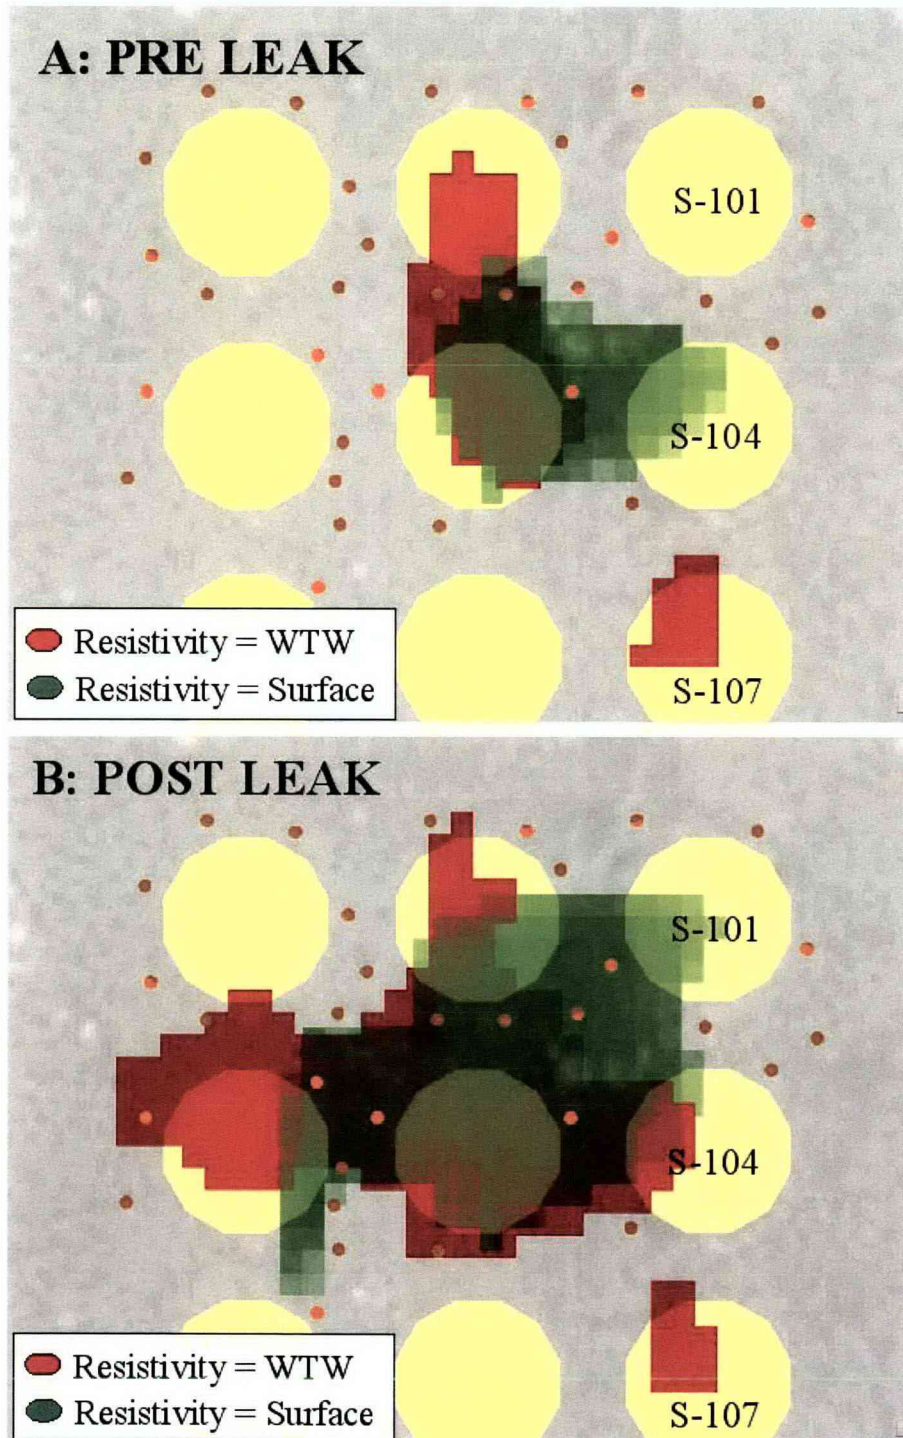 A: PRE LEAK
S-101
S-104
S-107
Resistivity = WTW
Resistivity = Surface
B: POST LEAK
S-101
S-104
S-107
Resistivity = WTW
Resistivity = Surface